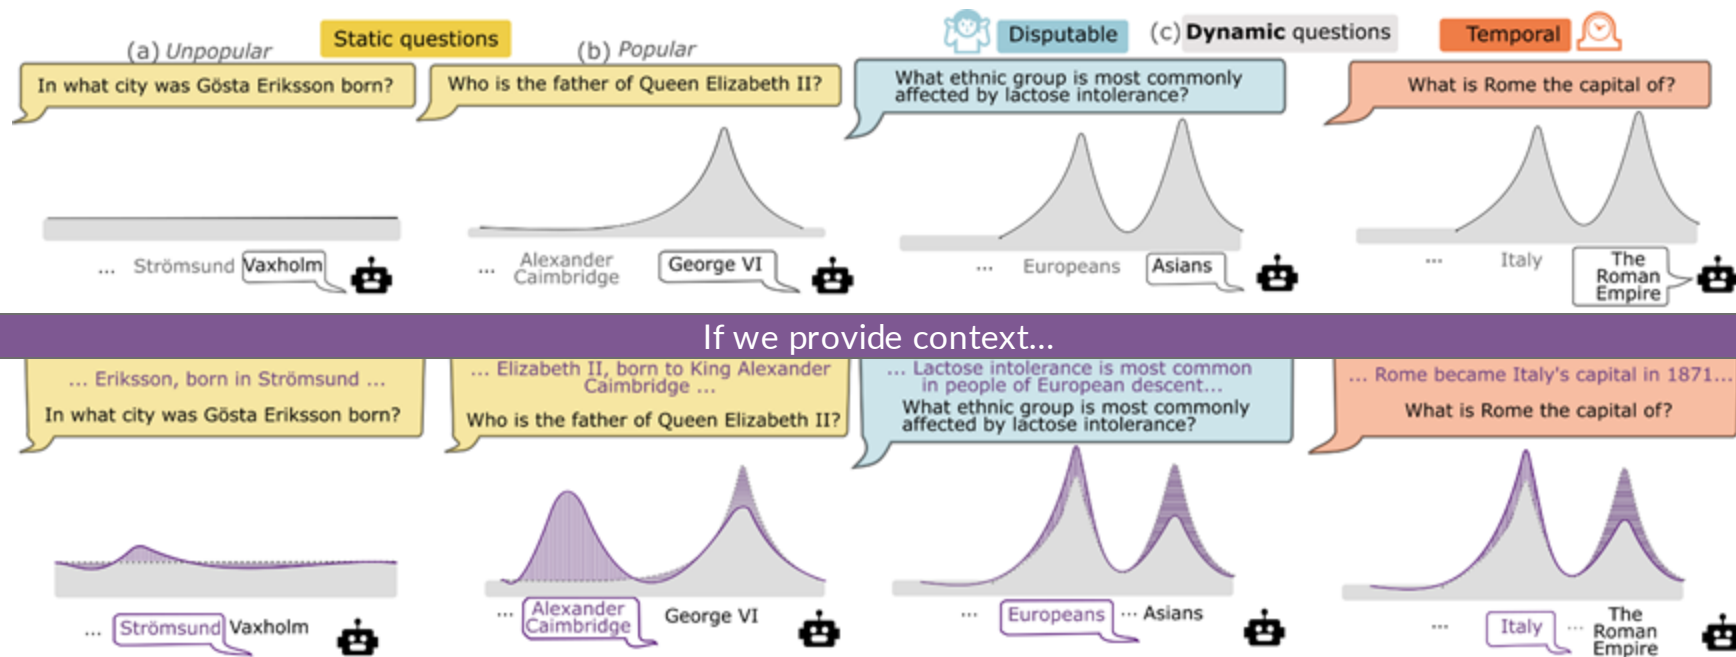 (a) Unpopular
Static questions
(b) Popular
Disputable
(c) Dynamic questions
Temporal
In what city was Gösta Eriksson born?
Who is the father of Queen Elizabeth II?
What ethnic group is most commonly
affected by lactose intolerance?
What is Rome the capital of?
... Strömsund Vaxholm
... Alexander
Caimbridge
George VI
... Europeans Asians
... Italy The
Roman
Empire
If we provide context...
... Eriksson, born in Strömsund ...
In what city was Gösta Eriksson born?
... Elizabeth II, born to King Alexander
Caimbridge ...
Who is the father of Queen Elizabeth II?
... Lactose intolerance is most common
in people of European descent...
What ethnic group is most commonly
affected by lactose intolerance?
... Rome became Italy's capital in 1871...
What is Rome the capital of?
... Strömsund Vaxholm
... Alexander
Caimbridge
George VI
... Europeans ... Asians
... Italy ... The
Roman
Empire